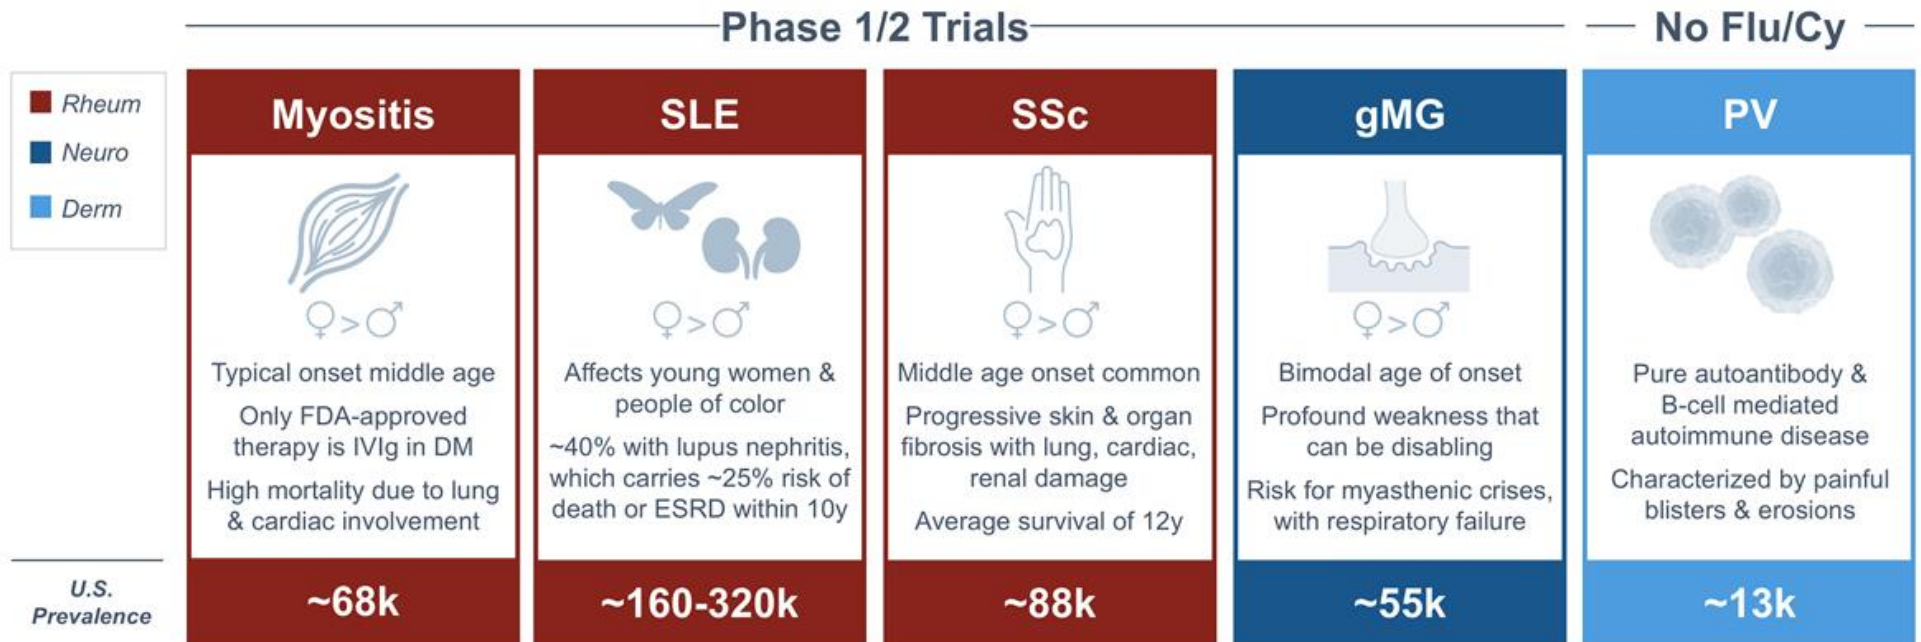 Phase 1/2 Trials
No Flu/Cy
Rheum
Neuro
Derm
Myositis
♀>♂
Typical onset middle age
Only FDA-approved
therapy is IVIg in DM
High mortality due to lung
& cardiac involvement
SLE
♀>♂
Affects young women &
people of color
~40% with lupus nephritis,
which carries ~25% risk of
death or ESRD within 10y
SSc
♀>♂
Middle age onset common
Progressive skin & organ
fibrosis with lung, cardiac,
renal damage
Average survival of 12y
gMG
♀>♂
Bimodal age of onset
Profound weakness that
can be disabling
Risk for myasthenic crises,
with respiratory failure
PV
Pure autoantibody &
B-cell mediated
autoimmune disease
Characterized by painful
blisters & erosions
U.S.
Prevalence
~68k
~160-320k
~88k
~55k
~13k